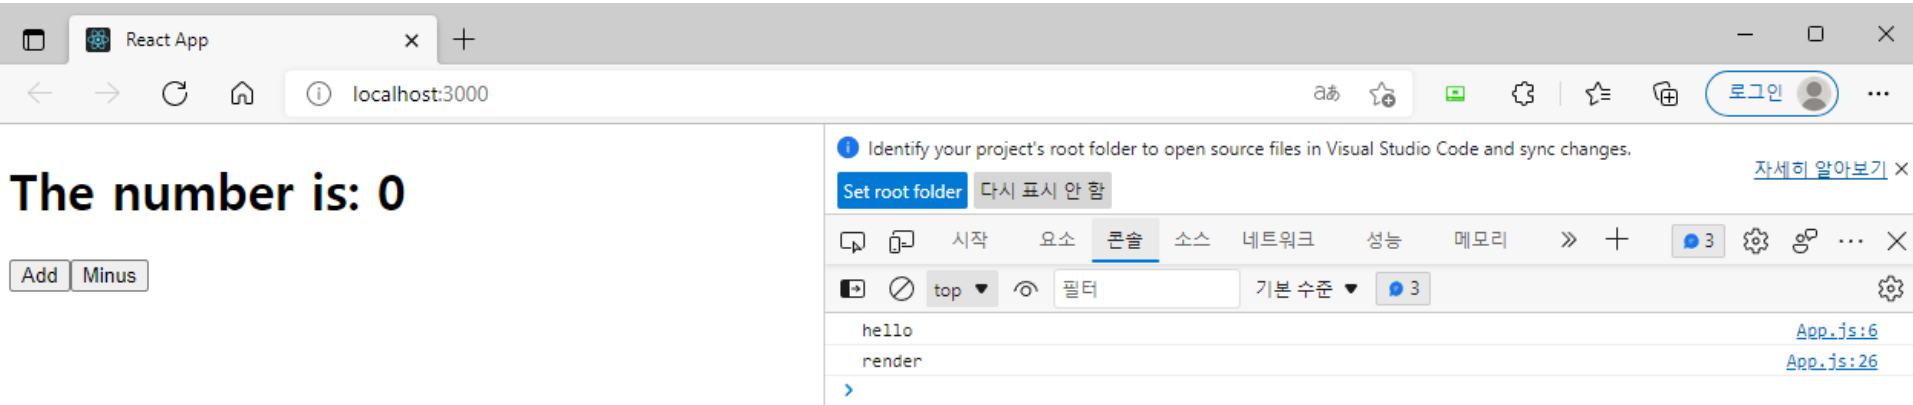 React App
localhost:3000
aあ
로그인
The number is: 0
Add Minus
Identify your project's root folder to open source files in Visual Studio Code and sync changes.
자세히 알아보기
Set root folder 다시 표시 안 함
시작 요소 콘솔 소스 네트워크 성능 메모리 3
top 필터 기본 수준 3
hello App.js:6
render App.js:26